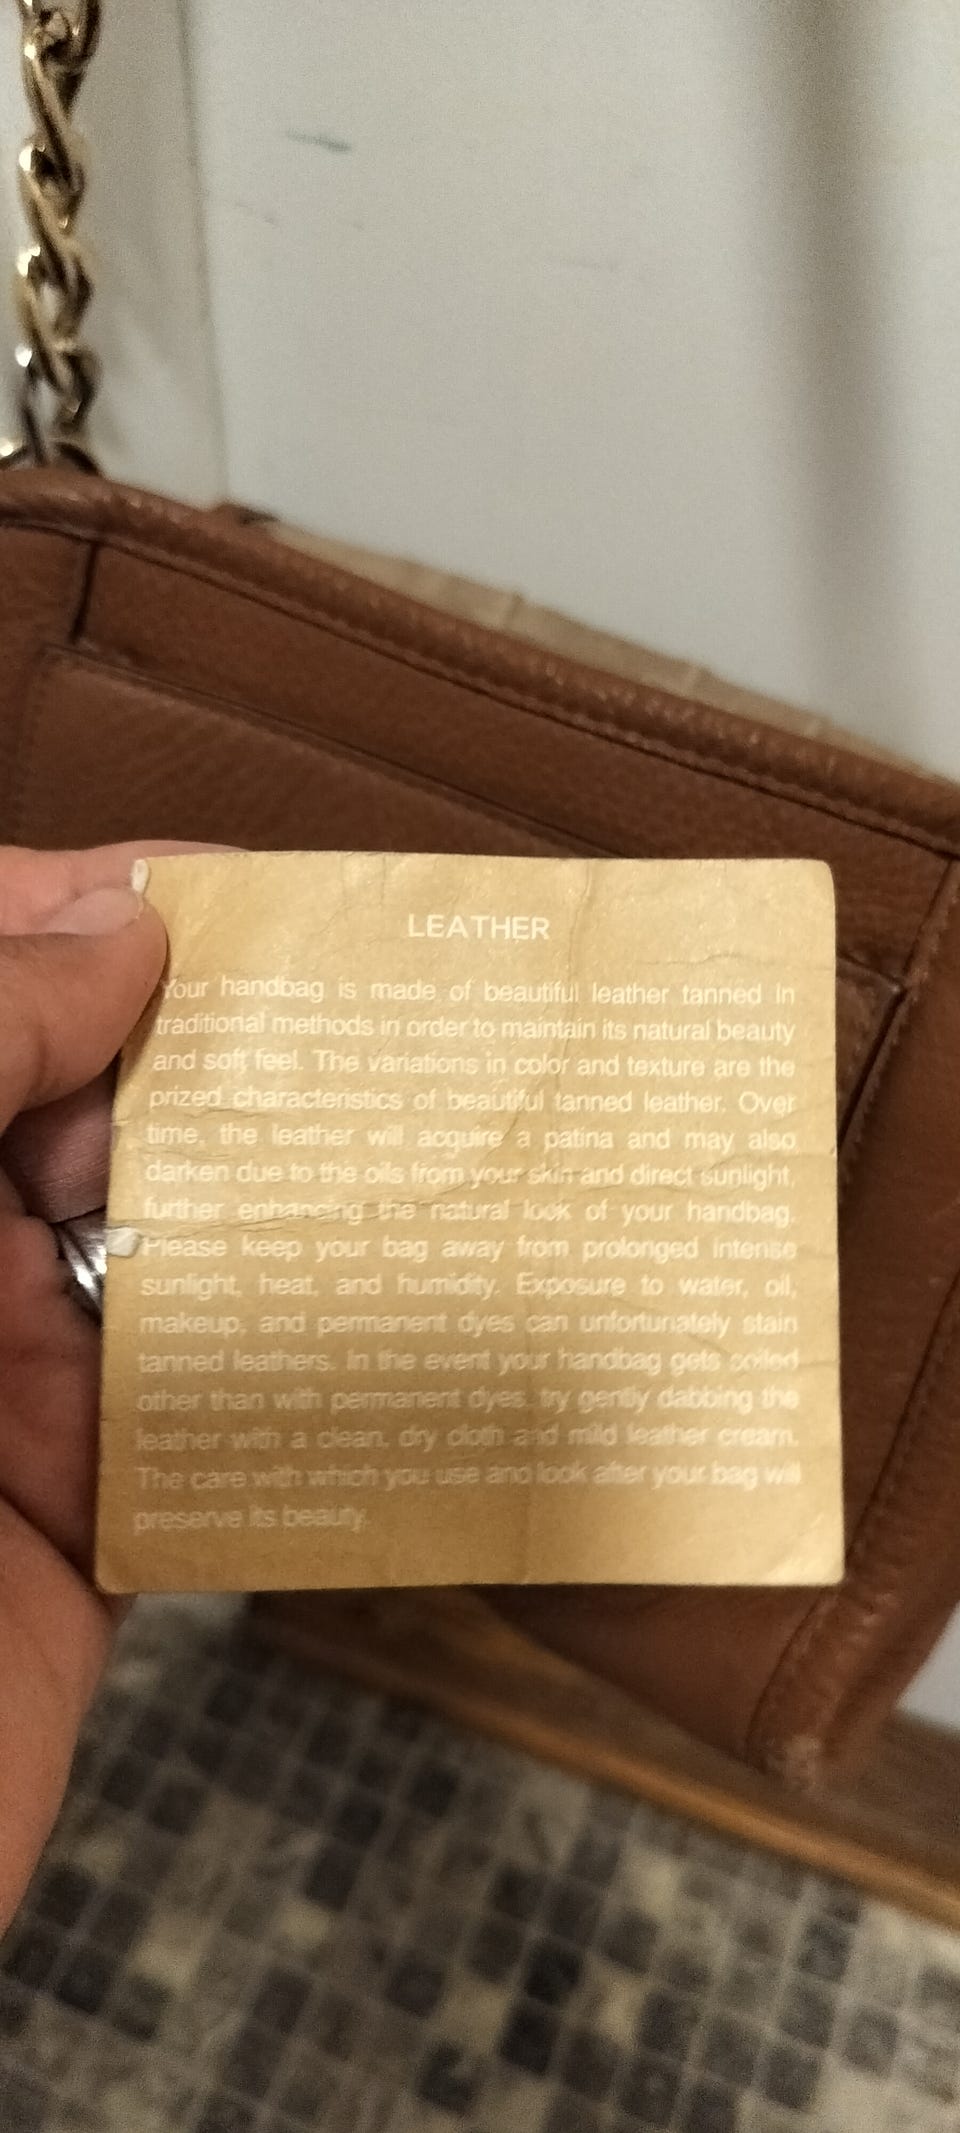 LEATHER
Your handbag is made of beautiful leather tanned in
traditional methods in order to maintain its natural beauty
and soft feel. The variations in color and texture are the
prized characteristics of beautiful tanned leather. Over
time, the leather will acquire a patina and may also
darken due to the oils from your skin and direct sunlight,
further enhancing the natural look of your handbag.
Please keep your bag away from prolonged intense
sunlight, heat, and humidity. Exposure to water, oil,
makeup, and permanent dyes can unfortunately stain
tanned leathers. In the event your handbag gets soiled
other than with permanent dyes, try gently dabbing the
leather with a clean, dry cloth and mild leather cream.
The care with which you use and look after your bag will
preserve its beauty.